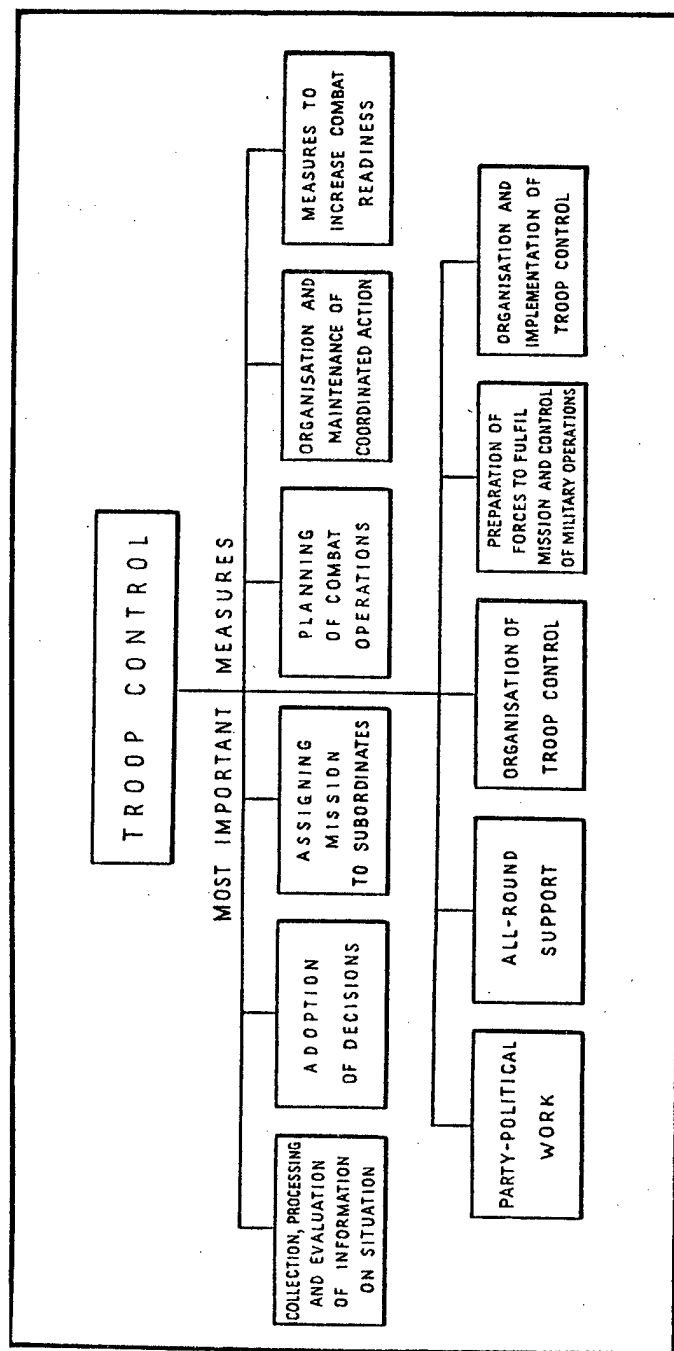 TROOP CONTROL
MOST IMPORTANT MEASURES
COLLECTION, PROCESSING
AND EVALUATION
OF INFORMATION
ON SITUATION
ADOPTION
OF DECISIONS
ASSIGNING
MISSION
TO SUBORDINATES
PLANNING
OF COMBAT
OPERATIONS
ORGANISATION AND
MAINTENANCE OF
COORDINATED ACTION
MEASURES TO
INCREASE COMBAT
READINESS
PARTY-POLITICAL
WORK
ALL-ROUND
SUPPORT
ORGANISATION OF
TROOP CONTROL
PREPARATION OF
FORCES TO FULFIL
MISSION AND CONTROL
OF MILITARY OPERATIONS
ORGANISATION AND
IMPLEMENTATION OF
TROOP CONTROL